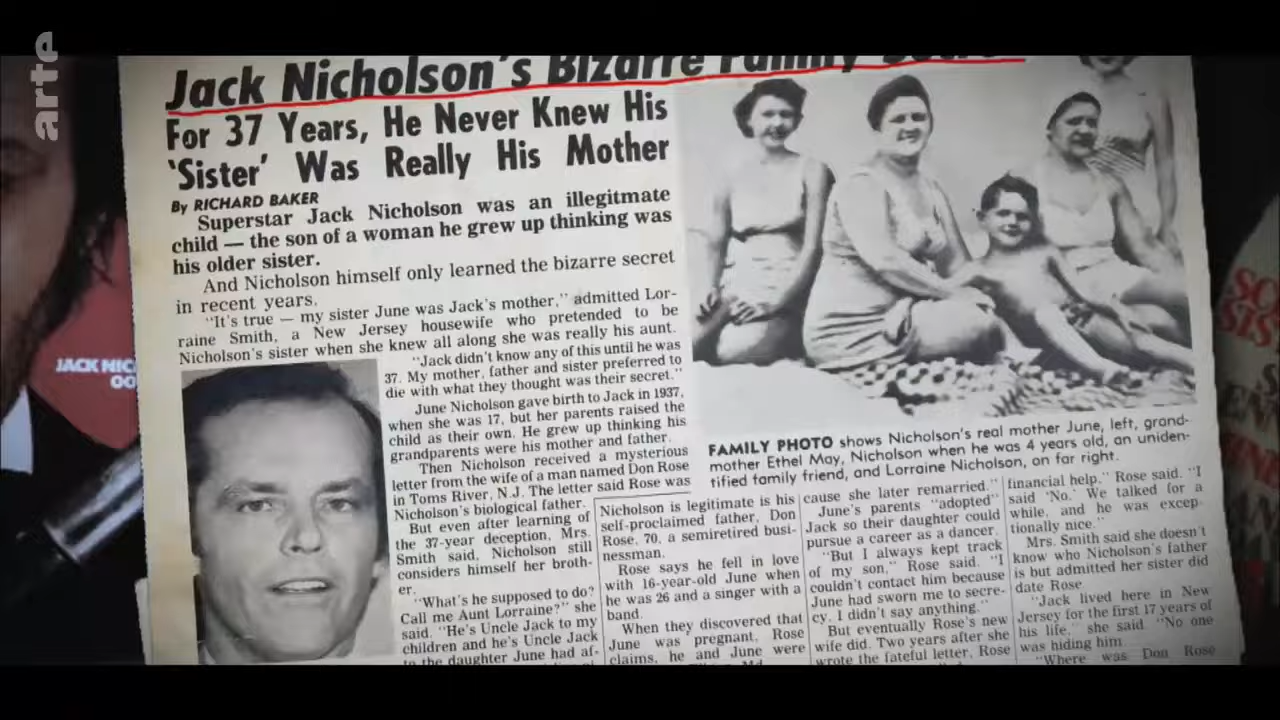 arte
Jack Nicholson's Bizarre Family
For 37 Years, He Never Knew His
'Sister' Was Really His Mother
By RICHARD BAKER
Superstar Jack Nicholson was an illegitmate
child — the son of a woman he grew up thinking was
his older sister.
And Nicholson himself only learned the bizarre secret
in recent years.
"It's true — my sister June was Jack's mother," admitted Lor-
raine Smith, a New Jersey housewife who pretended to be
Nicholson's sister when she knew all along she was really his aunt.
"Jack didn't know any of this until he was
37. My mother, father and sister preferred to
die with what they thought was their secret."
June Nicholson gave birth to Jack in 1937,
when she was 17, but her parents raised the
child as their own. He grew up thinking his
grandparents were his mother and father.
Then Nicholson received a mysterious
letter from the wife of a man named Don Rose
in Toms River, N.J. The letter said Rose was
Nicholson's biological father.
But even after learning of
the 37-year deception, Mrs.
Smith said, Nicholson still
considers himself her broth-
er.
"What's he supposed to do?
Call me Aunt Lorraine?" she
said. "He's Uncle Jack to my
children and he's Uncle Jack
to the daughter June had af-
FAMILY PHOTO shows Nicholson's real mother June, left, grand-
mother Ethel May, Nicholson when he was 4 years old, an uniden-
tified family friend, and Lorraine Nicholson, on far right.
Nicholson is legitimate is his
self-proclaimed father, Don
Rose, 70, a semiretired busi-
nessman.
Rose says he fell in love
with 16-year-old June when
he was 26 and a singer with a
band.
When they discovered that
June was pregnant, Rose
claims, he and June were
cause she later remarried."
June's parents "adopted"
Jack so their daughter could
pursue a career as a dancer.
"But I always kept track
of my son," Rose said. "I
couldn't contact him because
June had sworn me to secre-
cy. I didn't say anything."
But eventually Rose's new
wife did. Two years after she
wrote the fateful letter, Rose
financial help," Rose said. "I
said 'No.' We talked for a
while, and he was excep-
tionally nice."
Mrs. Smith said she doesn't
know who Nicholson's father
is but admitted her sister did
date Rose.
"Jack lived here in New
Jersey for the first 17 years of
his life," she said. "No one
was hiding him.
"Where was Don Rose
JACK NIC